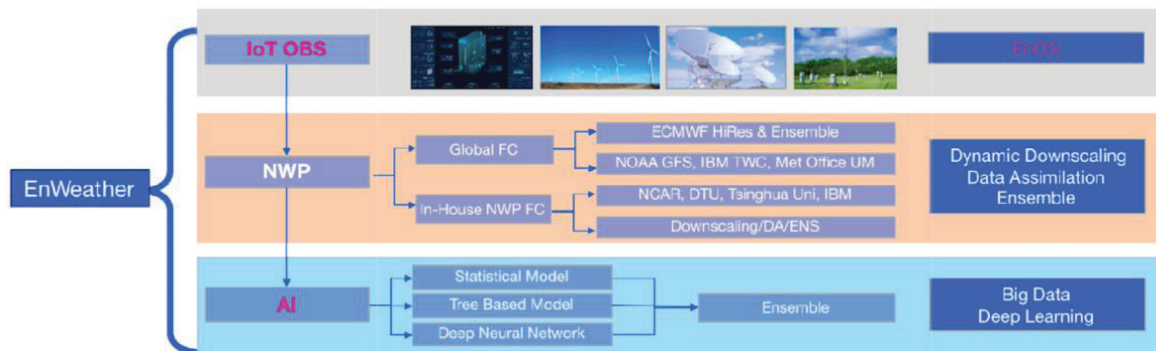 EnWeather
IoT OBS
EnOS
NWP
Global FC
ECMWF HiRes & Ensemble
NOAA GFS, IBM TWC, Met Office UM
In-House NWP FC
NCAR, DTU, Tsinghua Uni, IBM
Downscaling/DA/ENS
Dynamic Downscaling
Data Assimilation
Ensemble
AI
Statistical Model
Tree Based Model
Deep Neural Network
Ensemble
Big Data
Deep Learning